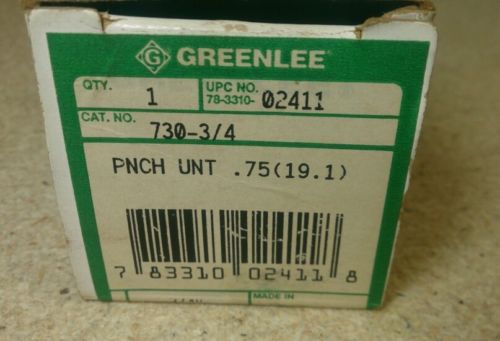 GREENLEE
QTY.
1
UPC NO.
78-3310-02411
CAT. NO.
730-3/4
PNCH UNT .75(19.1)
7 83310 02411 8
MADE IN